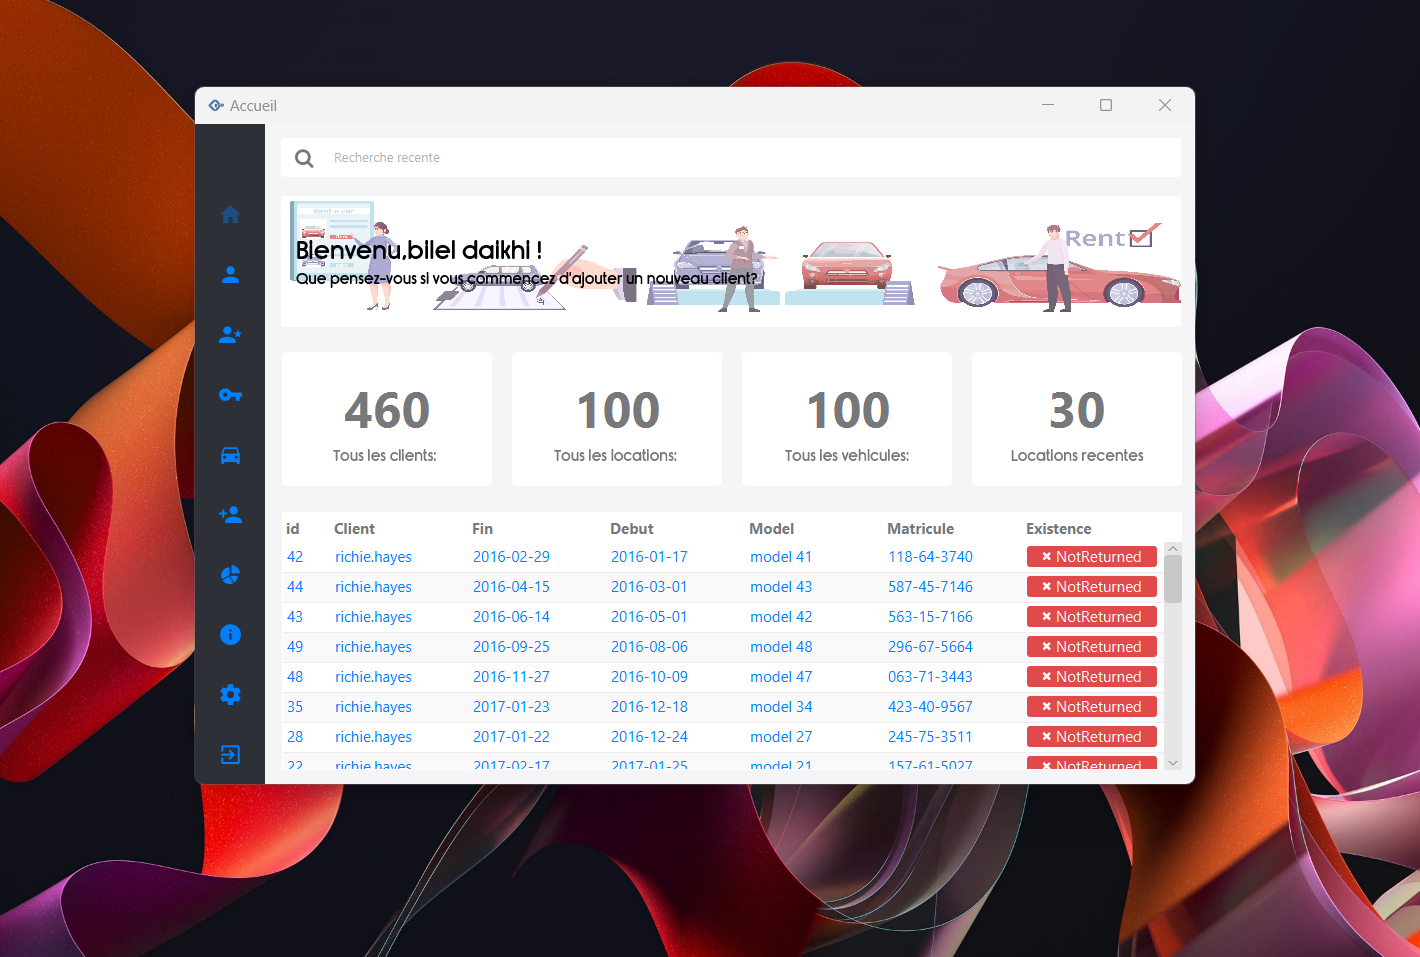 Accueil
Recherche recente
Rent a car
Bienvenu,bilel daikhi !
Que pensez-vous si vous commencez d'ajouter un nouveau client?
Rent
460
Tous les clients:
100
Tous les locations:
100
Tous les vehicules:
30
Locations recentes
id Client Fin Debut Model Matricule Existence
42 richie.hayes 2016-02-29 2016-01-17 model 41 118-64-3740 NotReturned
44 richie.hayes 2016-04-15 2016-03-01 model 43 587-45-7146 NotReturned
43 richie.hayes 2016-06-14 2016-05-01 model 42 563-15-7166 NotReturned
49 richie.hayes 2016-09-25 2016-08-06 model 48 296-67-5664 NotReturned
48 richie.hayes 2016-11-27 2016-10-09 model 47 063-71-3443 NotReturned
35 richie.hayes 2017-01-23 2016-12-18 model 34 423-40-9567 NotReturned
28 richie.hayes 2017-01-22 2016-12-24 model 27 245-75-3511 NotReturned
22 richie.hayes 2017-02-17 2017-01-25 model 21 157-61-5027 NotReturned